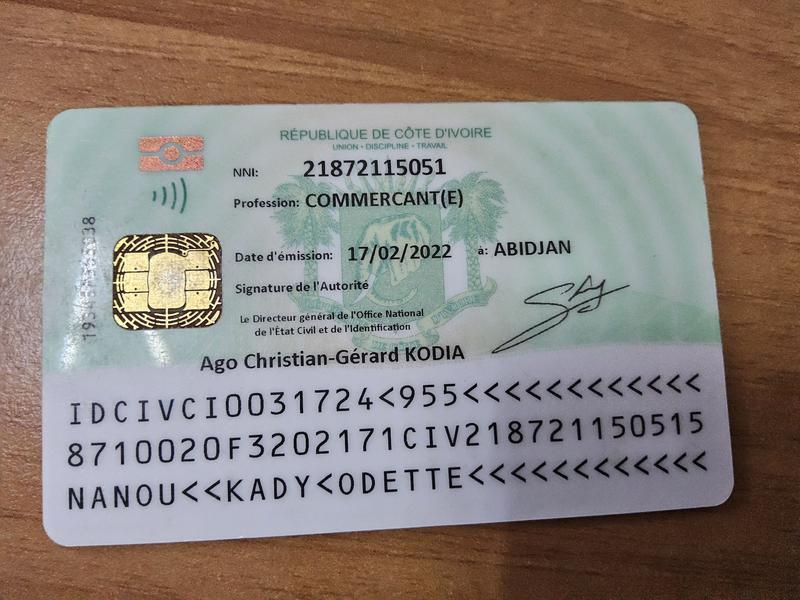 RÉPUBLIQUE DE CÔTE D'IVOIRE
UNION - DISCIPLINE - TRAVAIL
NNI: 21872115051
Profession: COMMERCANT(E)
Date d'émission: 17/02/2022 à: ABIDJAN
Signature de l'Autorité
Le Directeur général de l'Office National
de l'État Civil et de l'Identification
Ago Christian-Gérard KODIA
IDCIVCI0031724<955<<<<<<<<<<<<
8710020F3202171CIV218721150515
NANOU<<KADY<ODETTE<<<<<<<<<<<<